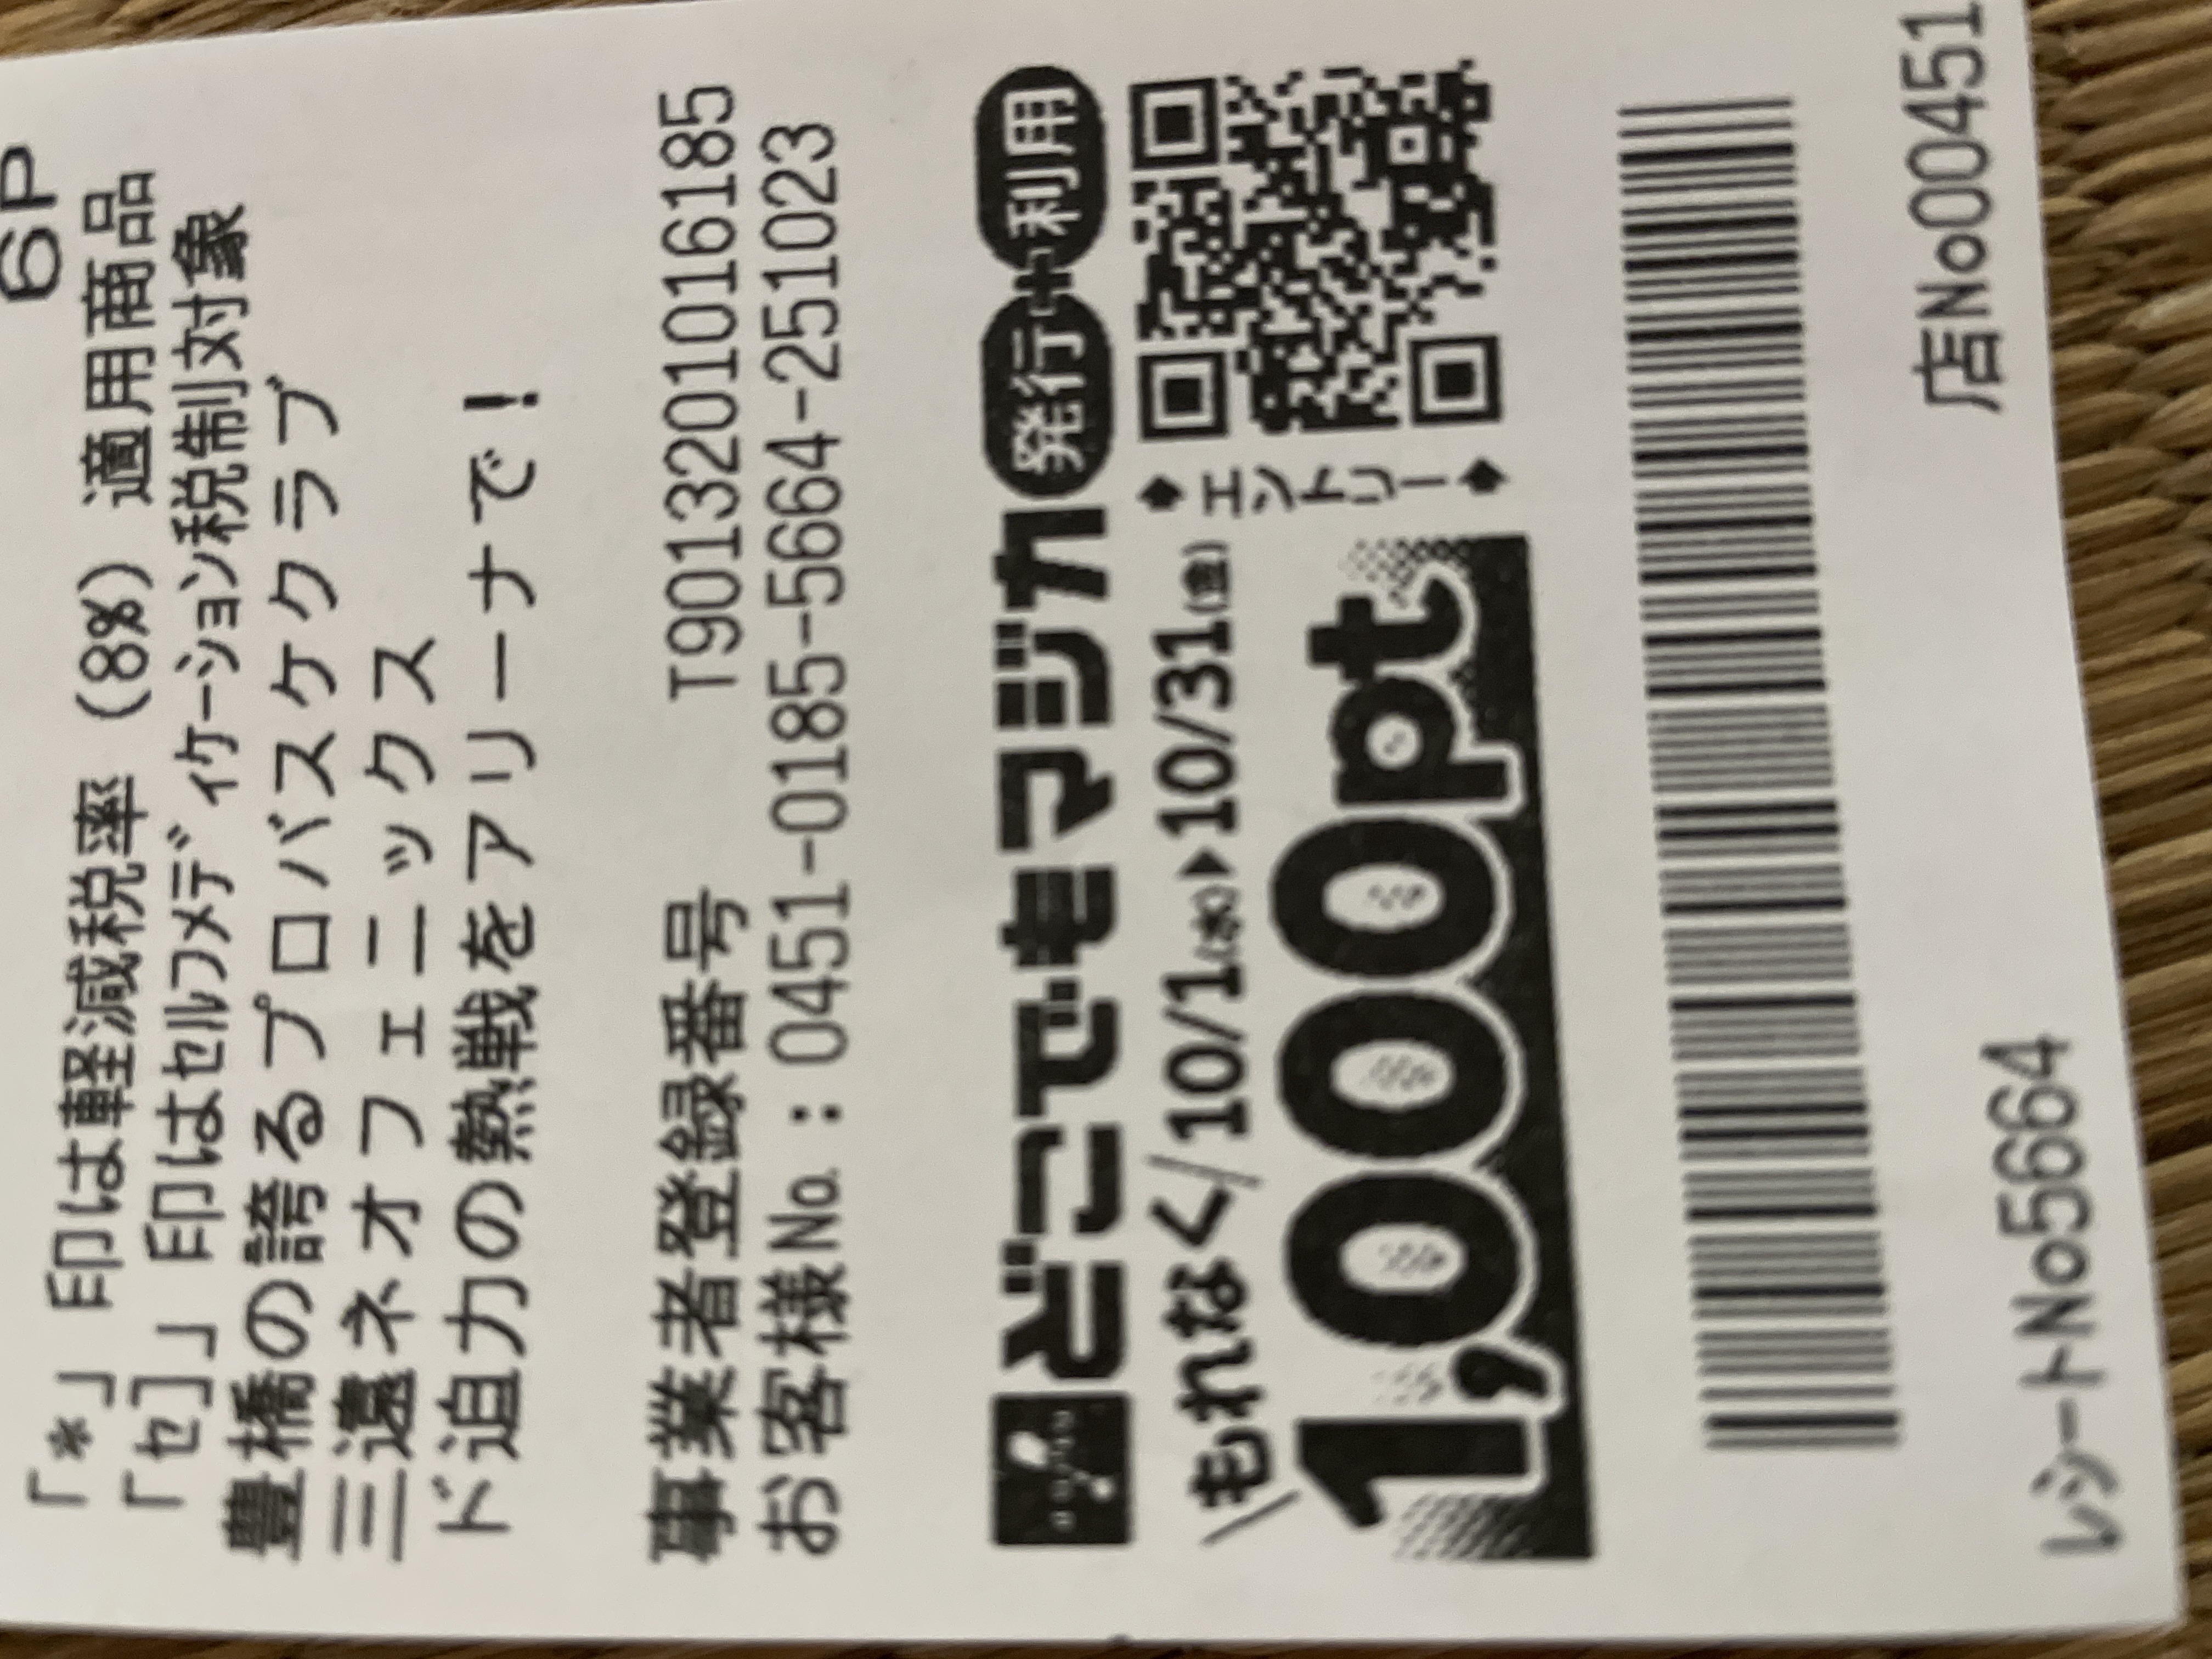 6P
「*」印は軽減税率（8%）適用商品
「セ]」印はｾﾙﾌﾒﾃﾞｨｹｰｼｮﾝ税制対象
豊橋の誇るプロバスケクラブ
三遠ネオフェニックス
ド迫力の熱戦をアリーナで！
事業者登録番号 T9013201016185
お客様No：0451-0185-5664-251023
どこでもマジカ 発行+利用
もれなく 10/1(水)▶10/31(金)
1,000pt
エントリー
レシートNo5664 店No00451